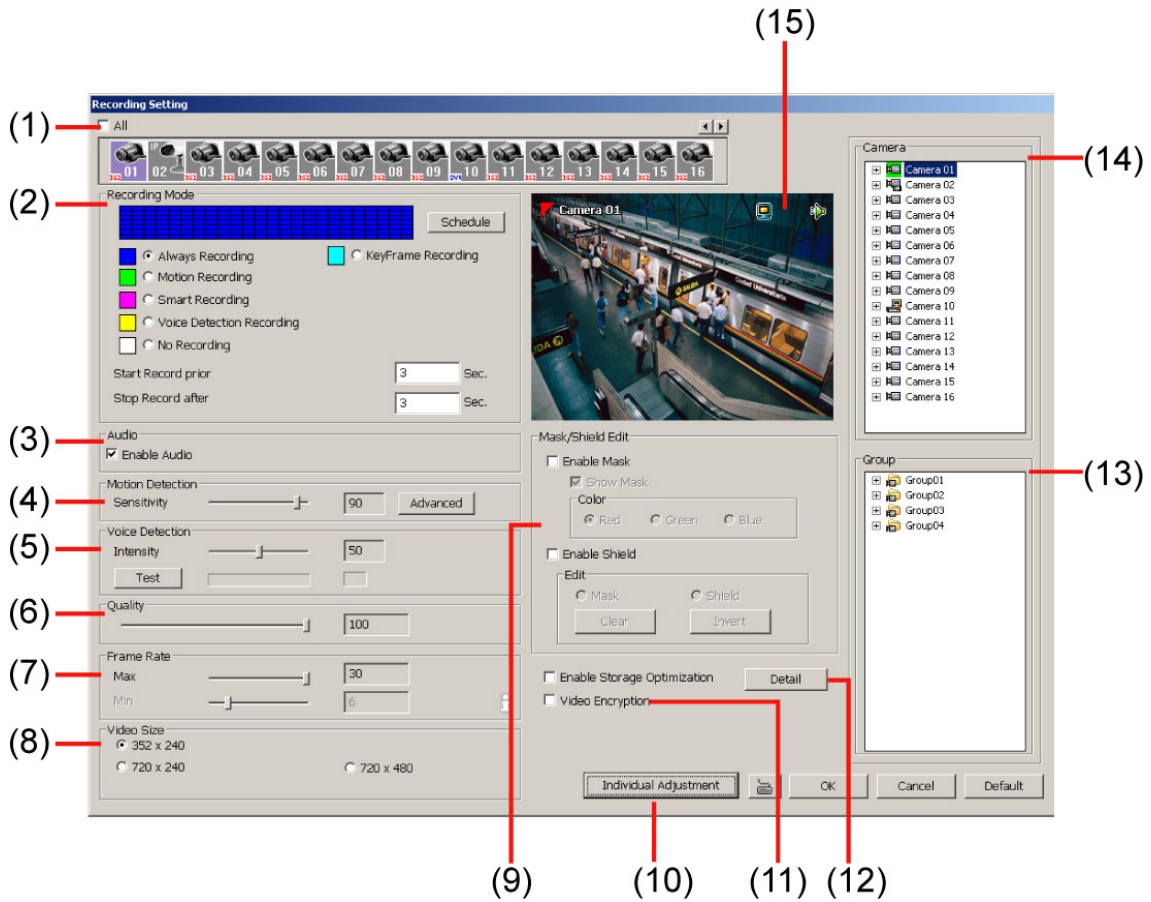 (15)
Recording Setting
(1)
All
01 02 03 04 05 06 07 08 09 10 11 12 13 14 15 16
(2)
Recording Mode
Schedule
Always Recording
KeyFrame Recording
Motion Recording
Smart Recording
Voice Detection Recording
No Recording
Start Record prior 3 Sec.
Stop Record after 3 Sec.
(3)
Audio
Enable Audio
(4)
Motion Detection
Sensitivity 90 Advanced
(5)
Voice Detection
Intensity 50
Test
(6)
Quality
100
(7)
Frame Rate
Max 30
Min 6
(8)
Video Size
352 x 240
720 x 240 720 x 480
Camera 01
SALIDA
Ciudad Universitaria
Mask/Shield Edit
Enable Mask
Show Mask
Color
Red Green Blue
Enable Shield
Edit
Mask Shield
Clear Invert
Enable Storage Optimization Detail
Video Encryption
Individual Adjustment OK Cancel Default
(14)
Camera
Camera 01
Camera 02
Camera 03
Camera 04
Camera 05
Camera 06
Camera 07
Camera 08
Camera 09
Camera 10
Camera 11
Camera 12
Camera 13
Camera 14
Camera 15
Camera 16
(13)
Group
Group01
Group02
Group03
Group04
(9) (10) (11) (12)